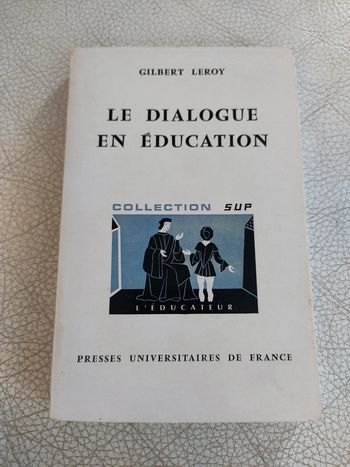 GILBERT LEROY
LE DIALOGUE
EN ÉDUCATION
COLLECTION SUP
L'ÉDUCATEUR
PRESSES UNIVERSITAIRES DE FRANCE